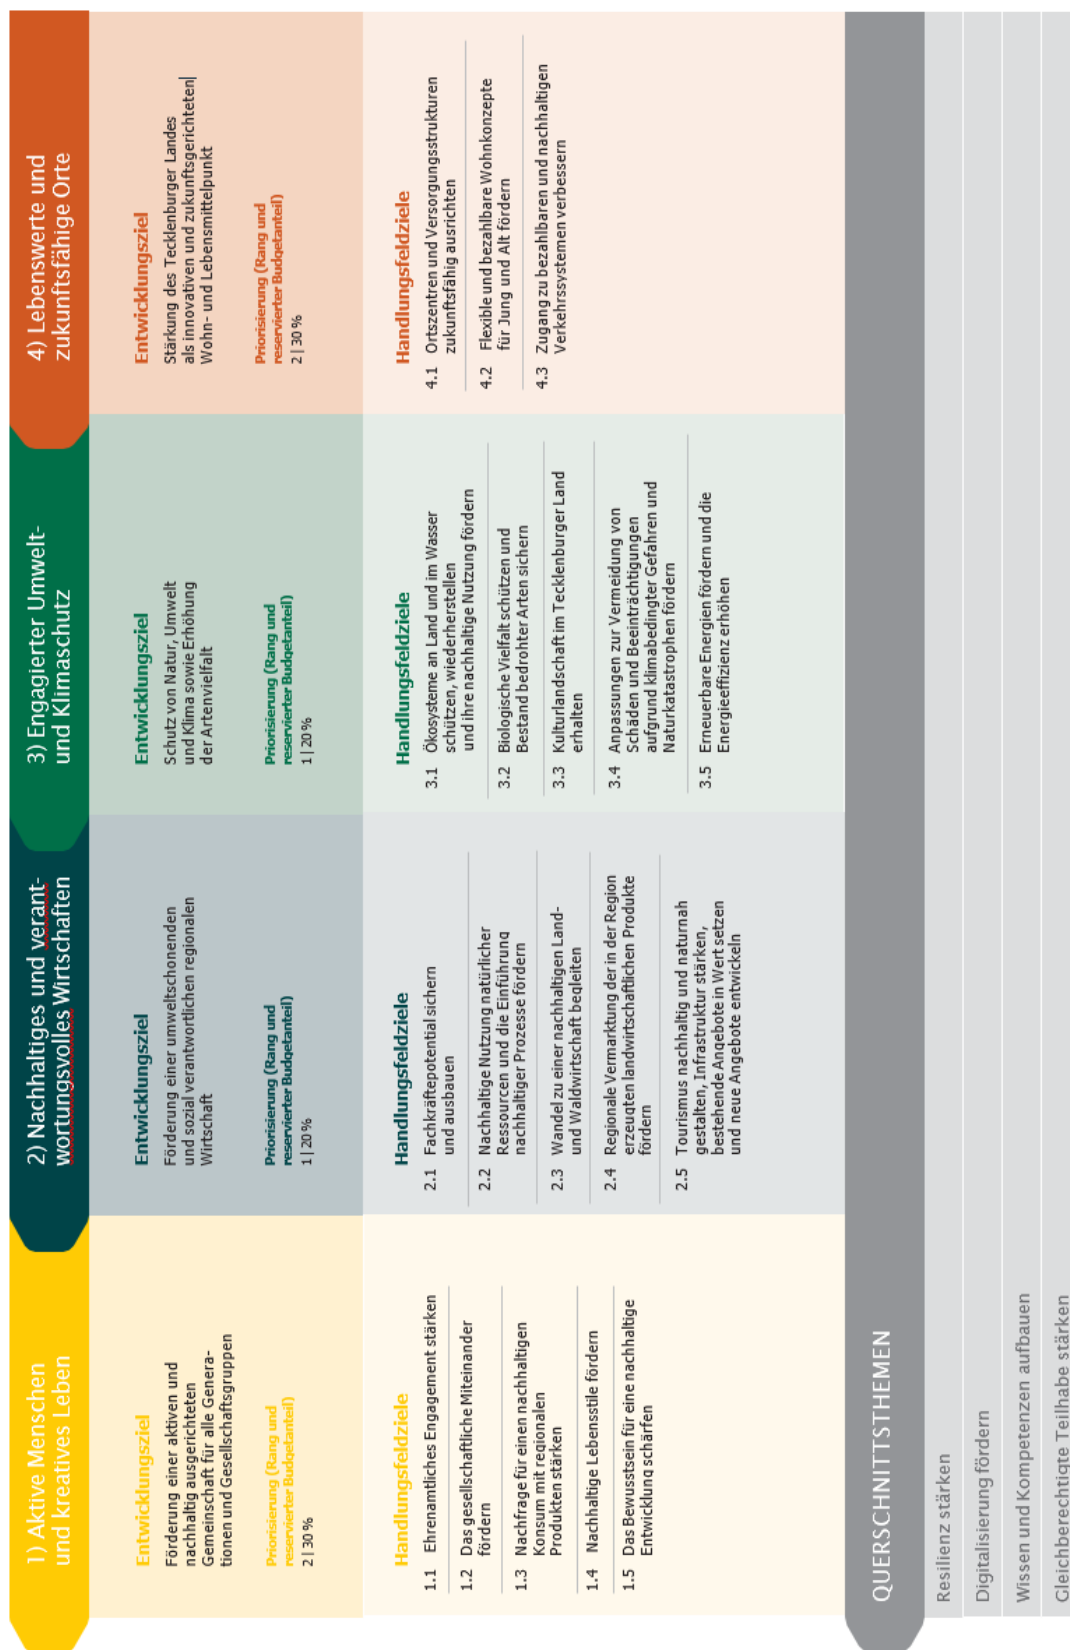 1) Aktive Menschen
und kreatives Leben
Entwicklungsziel
Förderung einer aktiven und
nachhaltig ausgerichteten
Gemeinschaft für alle Genera-
tionen und Gesellschaftsgruppen
Priorisierung (Rang und
reservierter Budgetanteil)
2 | 30 %
Handlungsfeldziele
1.1 Ehrenamtliches Engagement stärken
1.2 Das gesellschaftliche Miteinander
fördern
1.3 Nachfrage für einen nachhaltigen
Konsum mit regionalen
Produkten stärken
1.4 Nachhaltige Lebensstile fördern
1.5 Das Bewusstsein für eine nachhaltige
Entwicklung schärfen
2) Nachhaltiges und verant-
wortungsvolles Wirtschaften
Entwicklungsziel
Förderung einer umweltschonenden
und sozial verantwortlichen regionalen
Wirtschaft
Priorisierung (Rang und
reservierter Budgetanteil)
1 | 20 %
Handlungsfeldziele
2.1 Fachkräftepotential sichern
und ausbauen
2.2 Nachhaltige Nutzung natürlicher
Ressourcen und die Einführung
nachhaltiger Prozesse fördern
2.3 Wandel zu einer nachhaltigen Land-
und Waldwirtschaft begleiten
2.4 Regionale Vermarktung der in der Region
erzeugten landwirtschaftlichen Produkte
fördern
2.5 Tourismus nachhaltig und naturnah
gestalten, Infrastruktur stärken,
bestehende Angebote in Wert setzen
und neue Angebote entwickeln
3) Engagierter Umwelt-
und Klimaschutz
Entwicklungsziel
Schutz von Natur, Umwelt
und Klima sowie Erhöhung
der Artenvielfalt
Priorisierung (Rang und
reservierter Budgetanteil)
1 | 20 %
Handlungsfeldziele
3.1 Ökosysteme an Land und im Wasser
schützen, wiederherstellen
und ihre nachhaltige Nutzung fördern
3.2 Biologische Vielfalt schützen und
Bestand bedrohter Arten sichern
3.3 Kulturlandschaft im Tecklenburger Land
erhalten
3.4 Anpassungen zur Vermeidung von
Schäden und Beeinträchtigungen
aufgrund klimabedingter Gefahren und
Naturkatastrophen fördern
3.5 Erneuerbare Energien fördern und die
Energieeffizienz erhöhen
4) Lebenswerte und
zukunftsfähige Orte
Entwicklungsziel
Stärkung des Tecklenburger Landes
als innovativen und zukunftsgerichteten
Wohn- und Lebensmittelpunkt
Priorisierung (Rang und
reservierter Budgetanteil)
2 | 30 %
Handlungsfeldziele
4.1 Ortszentren und Versorgungsstrukturen
zukunftsfähig ausrichten
4.2 Flexible und bezahlbare Wohnkonzepte
für Jung und Alt fördern
4.3 Zugang zu bezahlbaren und nachhaltigen
Verkehrssystemen verbessern
QUERSCHNITTSTHEMEN
Resilienz stärken
Digitalisierung fördern
Wissen und Kompetenzen aufbauen
Gleichberechtigte Teilhabe stärken